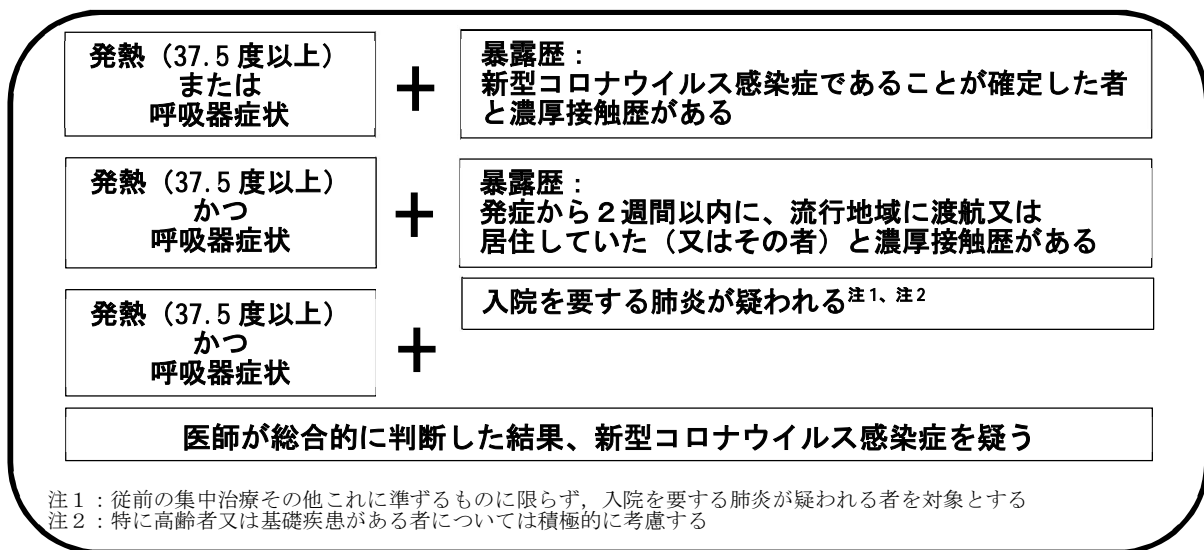 発熱（37.5度以上）
または
呼吸器症状
+
暴露歴：
新型コロナウイルス感染症であることが確定した者
と濃厚接触歴がある
発熱（37.5度以上）
かつ
呼吸器症状
+
暴露歴：
発症から２週間以内に、流行地域に渡航又は
居住していた（又はその者）と濃厚接触歴がある
発熱（37.5度以上）
かつ
呼吸器症状
+
入院を要する肺炎が疑われる注1、注2
医師が総合的に判断した結果、新型コロナウイルス感染症を疑う
注１：従前の集中治療その他これに準ずるものに限らず，入院を要する肺炎が疑われる者を対象とする
注２：特に高齢者又は基礎疾患がある者については積極的に考慮する